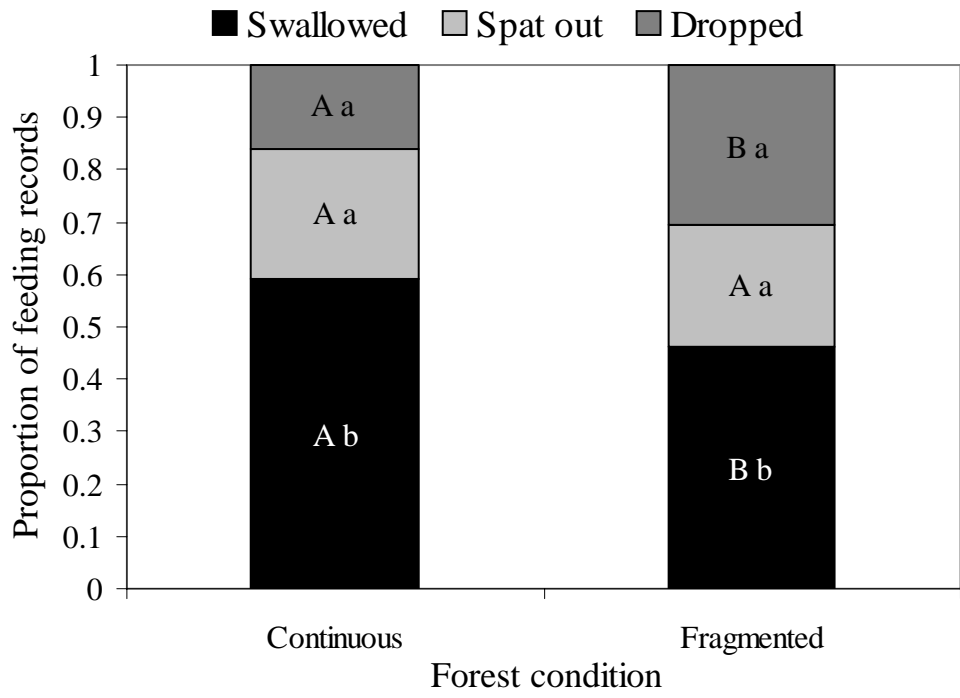 Swallowed Spat out Dropped
Proportion of feeding records
1
0.9
0.8
0.7
0.6
0.5
0.4
0.3
0.2
0.1
0
A a
A a
A b
B a
A a
B b
Continuous Fragmented
Forest condition